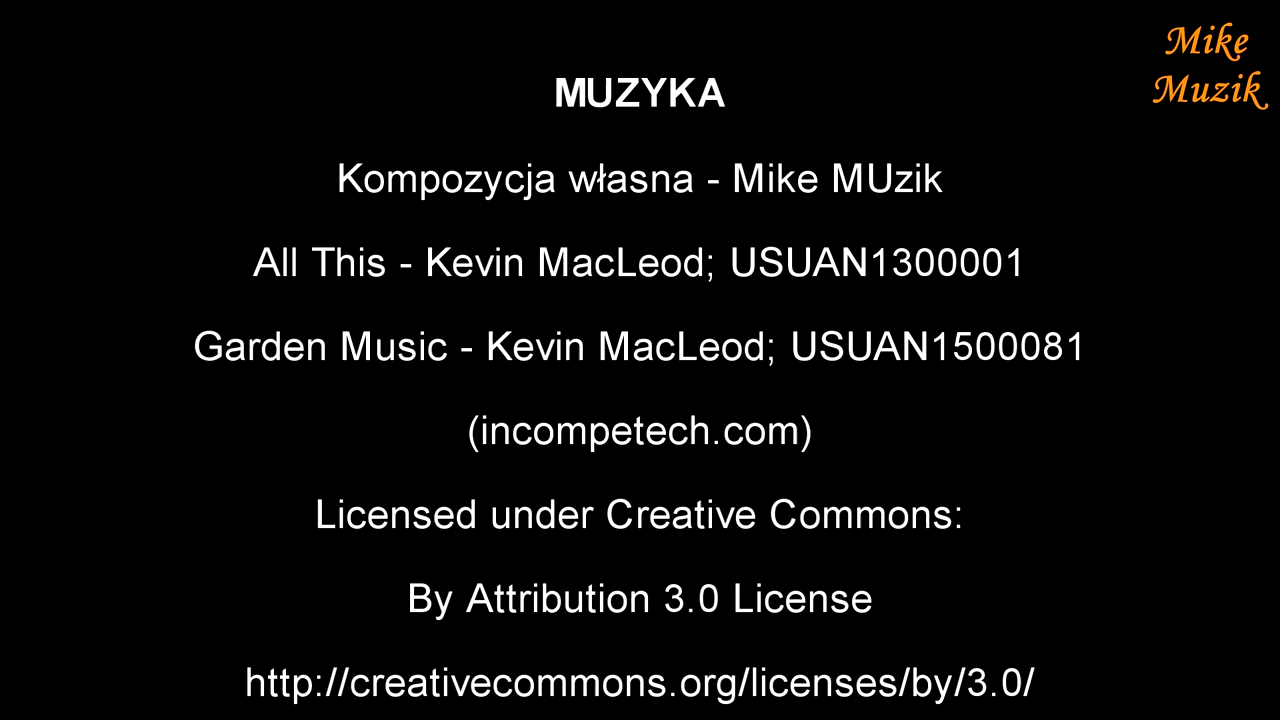 Mike
Muzik
MUZYKA
Kompozycja własna - Mike MUzik
All This - Kevin MacLeod; USUAN1300001
Garden Music - Kevin MacLeod; USUAN1500081
(incompetech.com)
Licensed under Creative Commons:
By Attribution 3.0 License
http://creativecommons.org/licenses/by/3.0/